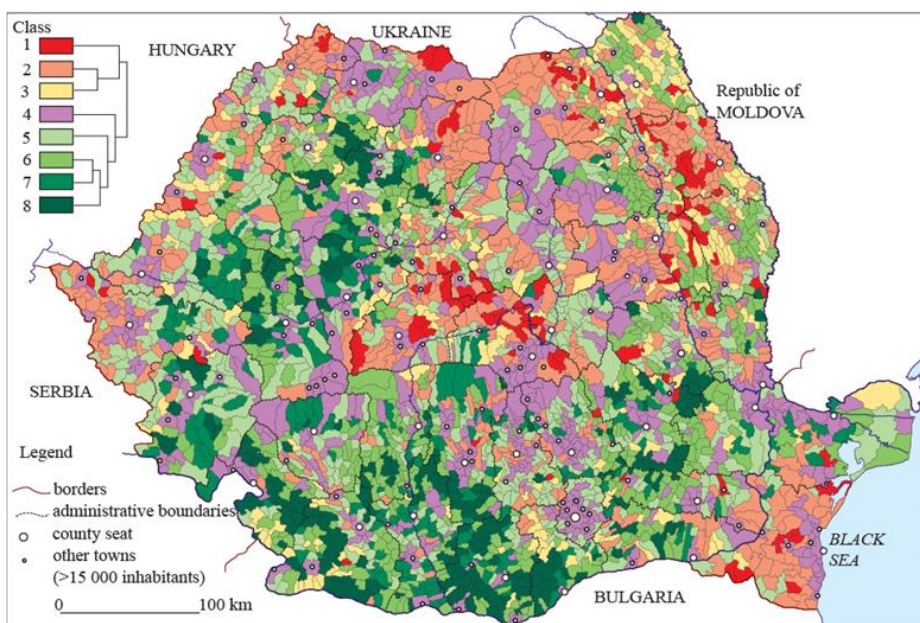 Class
1
2
3
4
5
6
7
8
HUNGARY
UKRAINE
Republic of
MOLDOVA
SERBIA
Legend
borders
administrative boundaries
county seat
other towns
(>15 000 inhabitants)
0 100 km
BULGARIA
BLACK
SEA